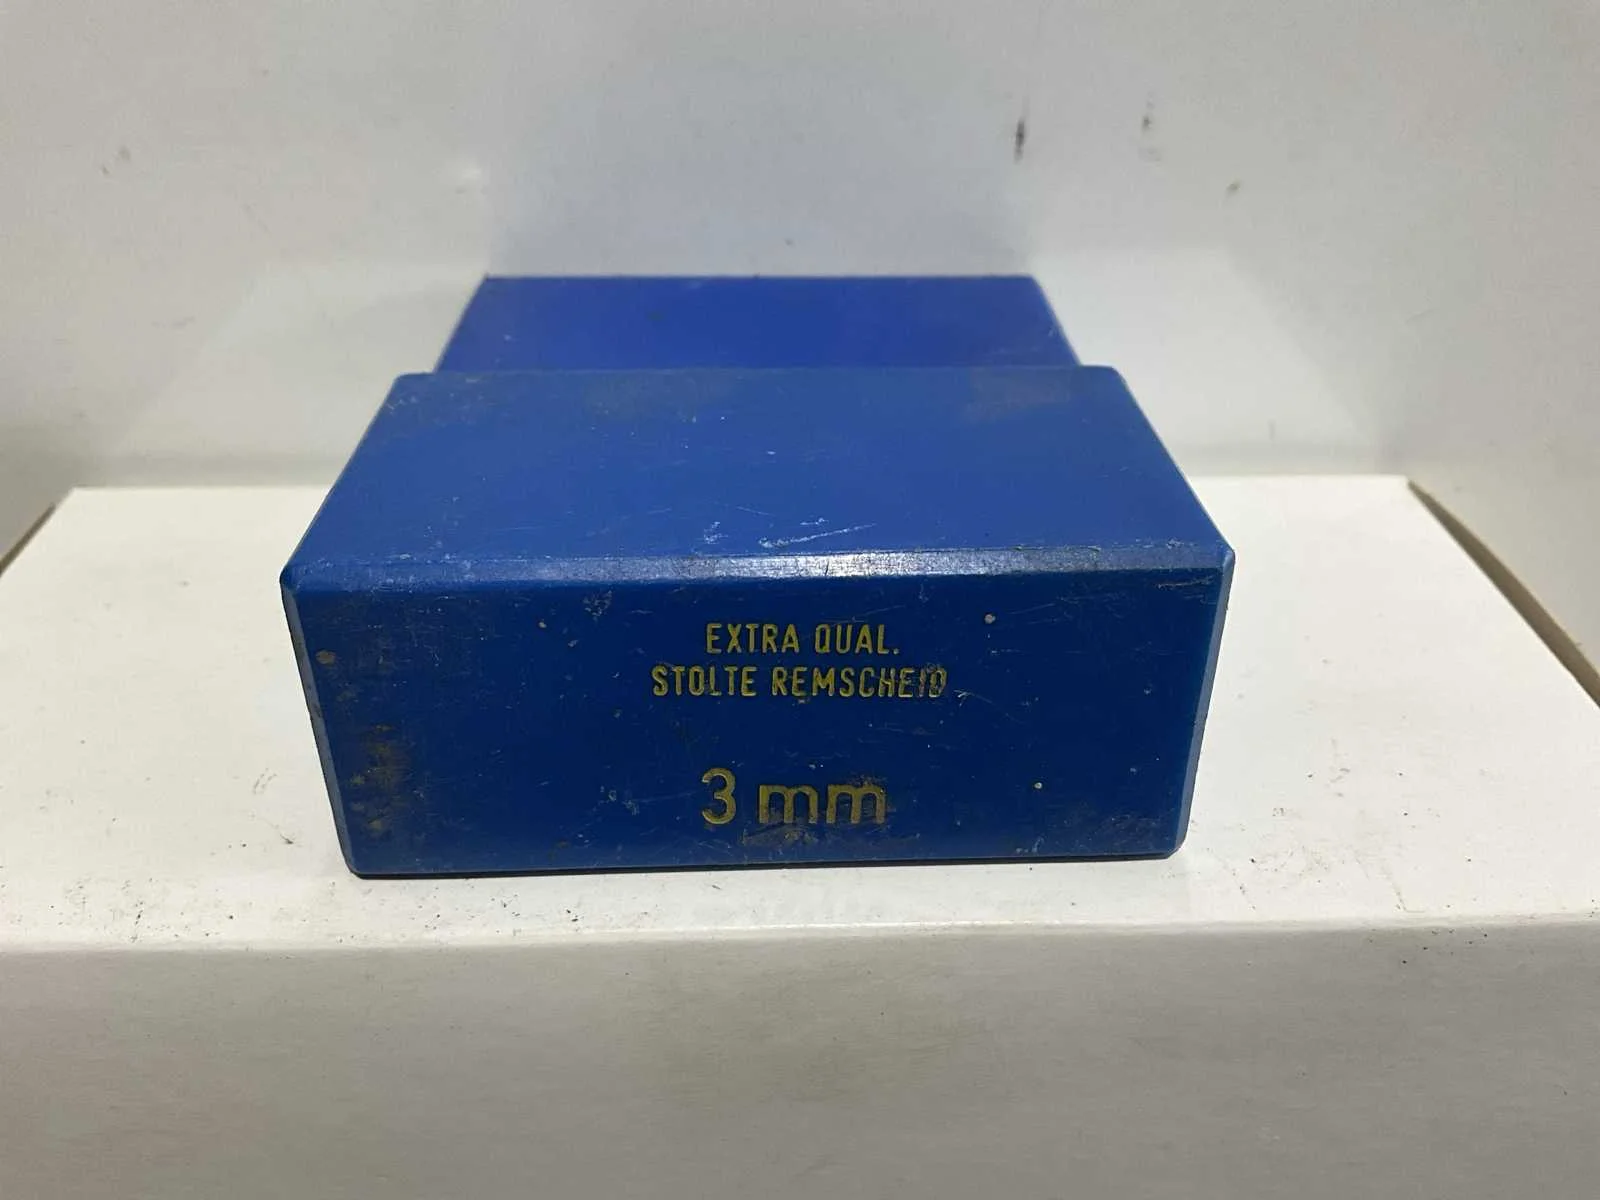 EXTRA QUAL.
STOLTE REMSCHEID
3 mm